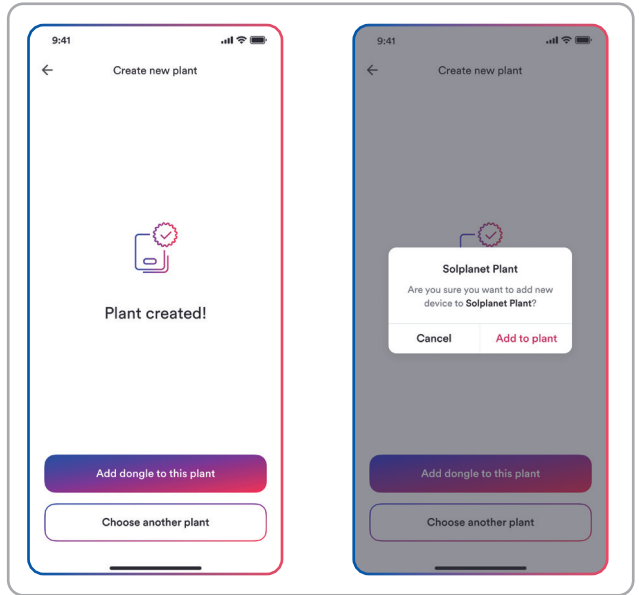 9:41
Create new plant
Plant created!
Add dongle to this plant
Choose another plant
9:41
Create new plant
Solplanet Plant
Are you sure you want to add new
device to Solplanet Plant?
Cancel
Add to plant
Add dongle to this plant
Choose another plant